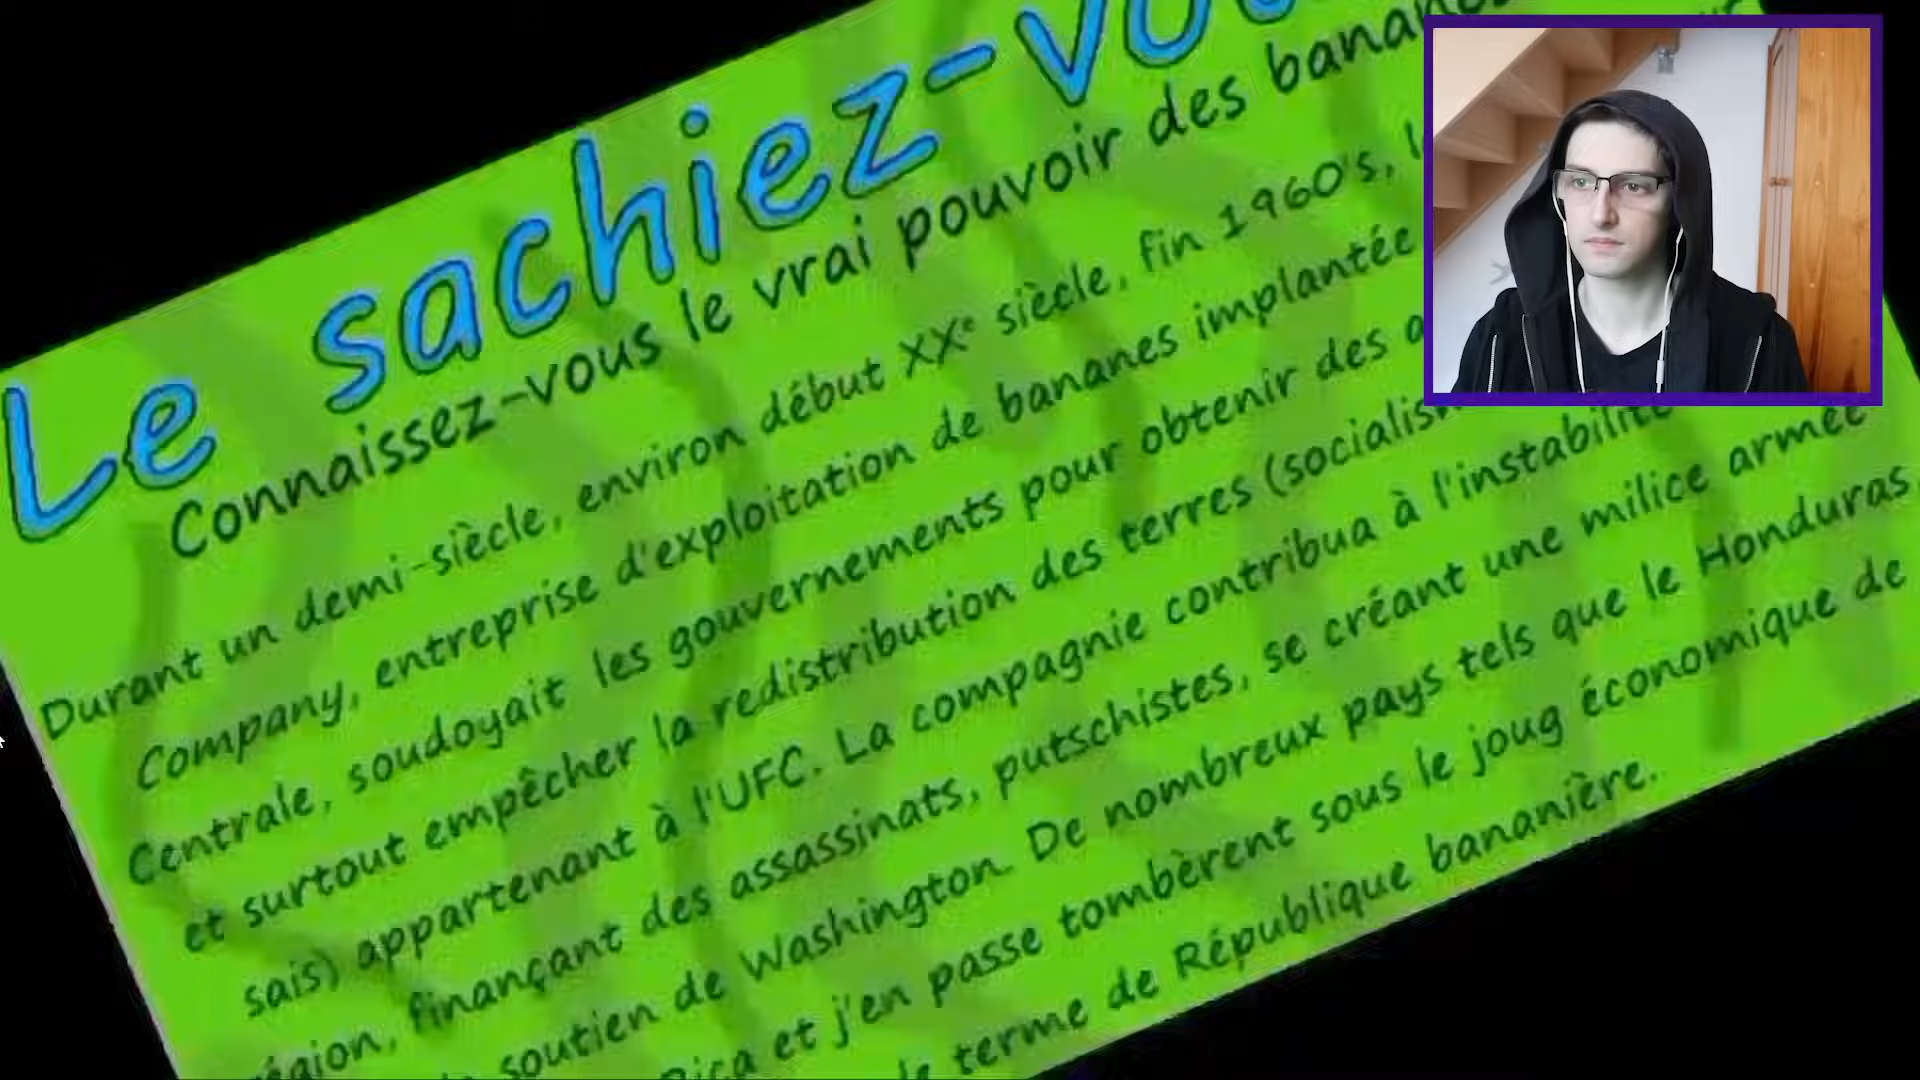 Le sachiez-vou
Connaissez-vous le vrai pouvoir des bananes
Durant un demi-siècle, environ début XXe siècle, fin 1960's,
Company, entreprise d'exploitation de bananes implantée
Centrale, soudoyait les gouvernements pour obtenir des
et surtout empêcher la redistribution des terres (socialis
sais) appartenant à l'UFC. La compagnie contribua à l'instabilité
région, finançant des assassinats, putschistes, se créant une milice armée
soutien de Washington. De nombreux pays tels que le Honduras,
Rica et j'en passe tombèrent sous le joug économique de
le terme de République bananière.